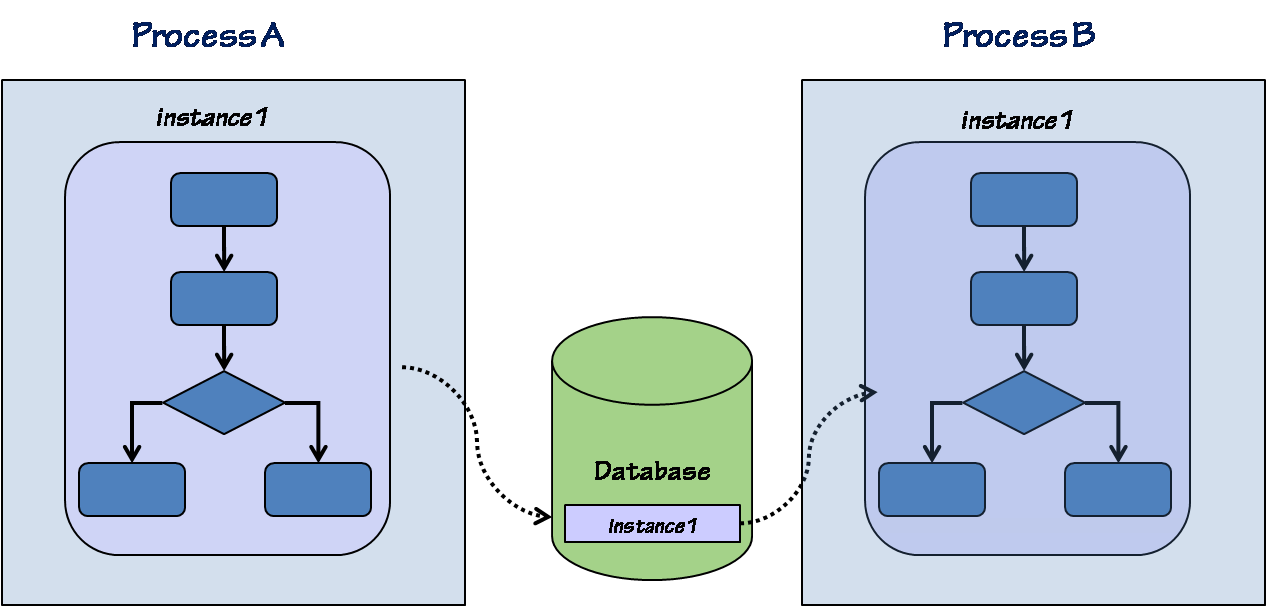 Process A
Process B
instance1
instance1
Database
instance1